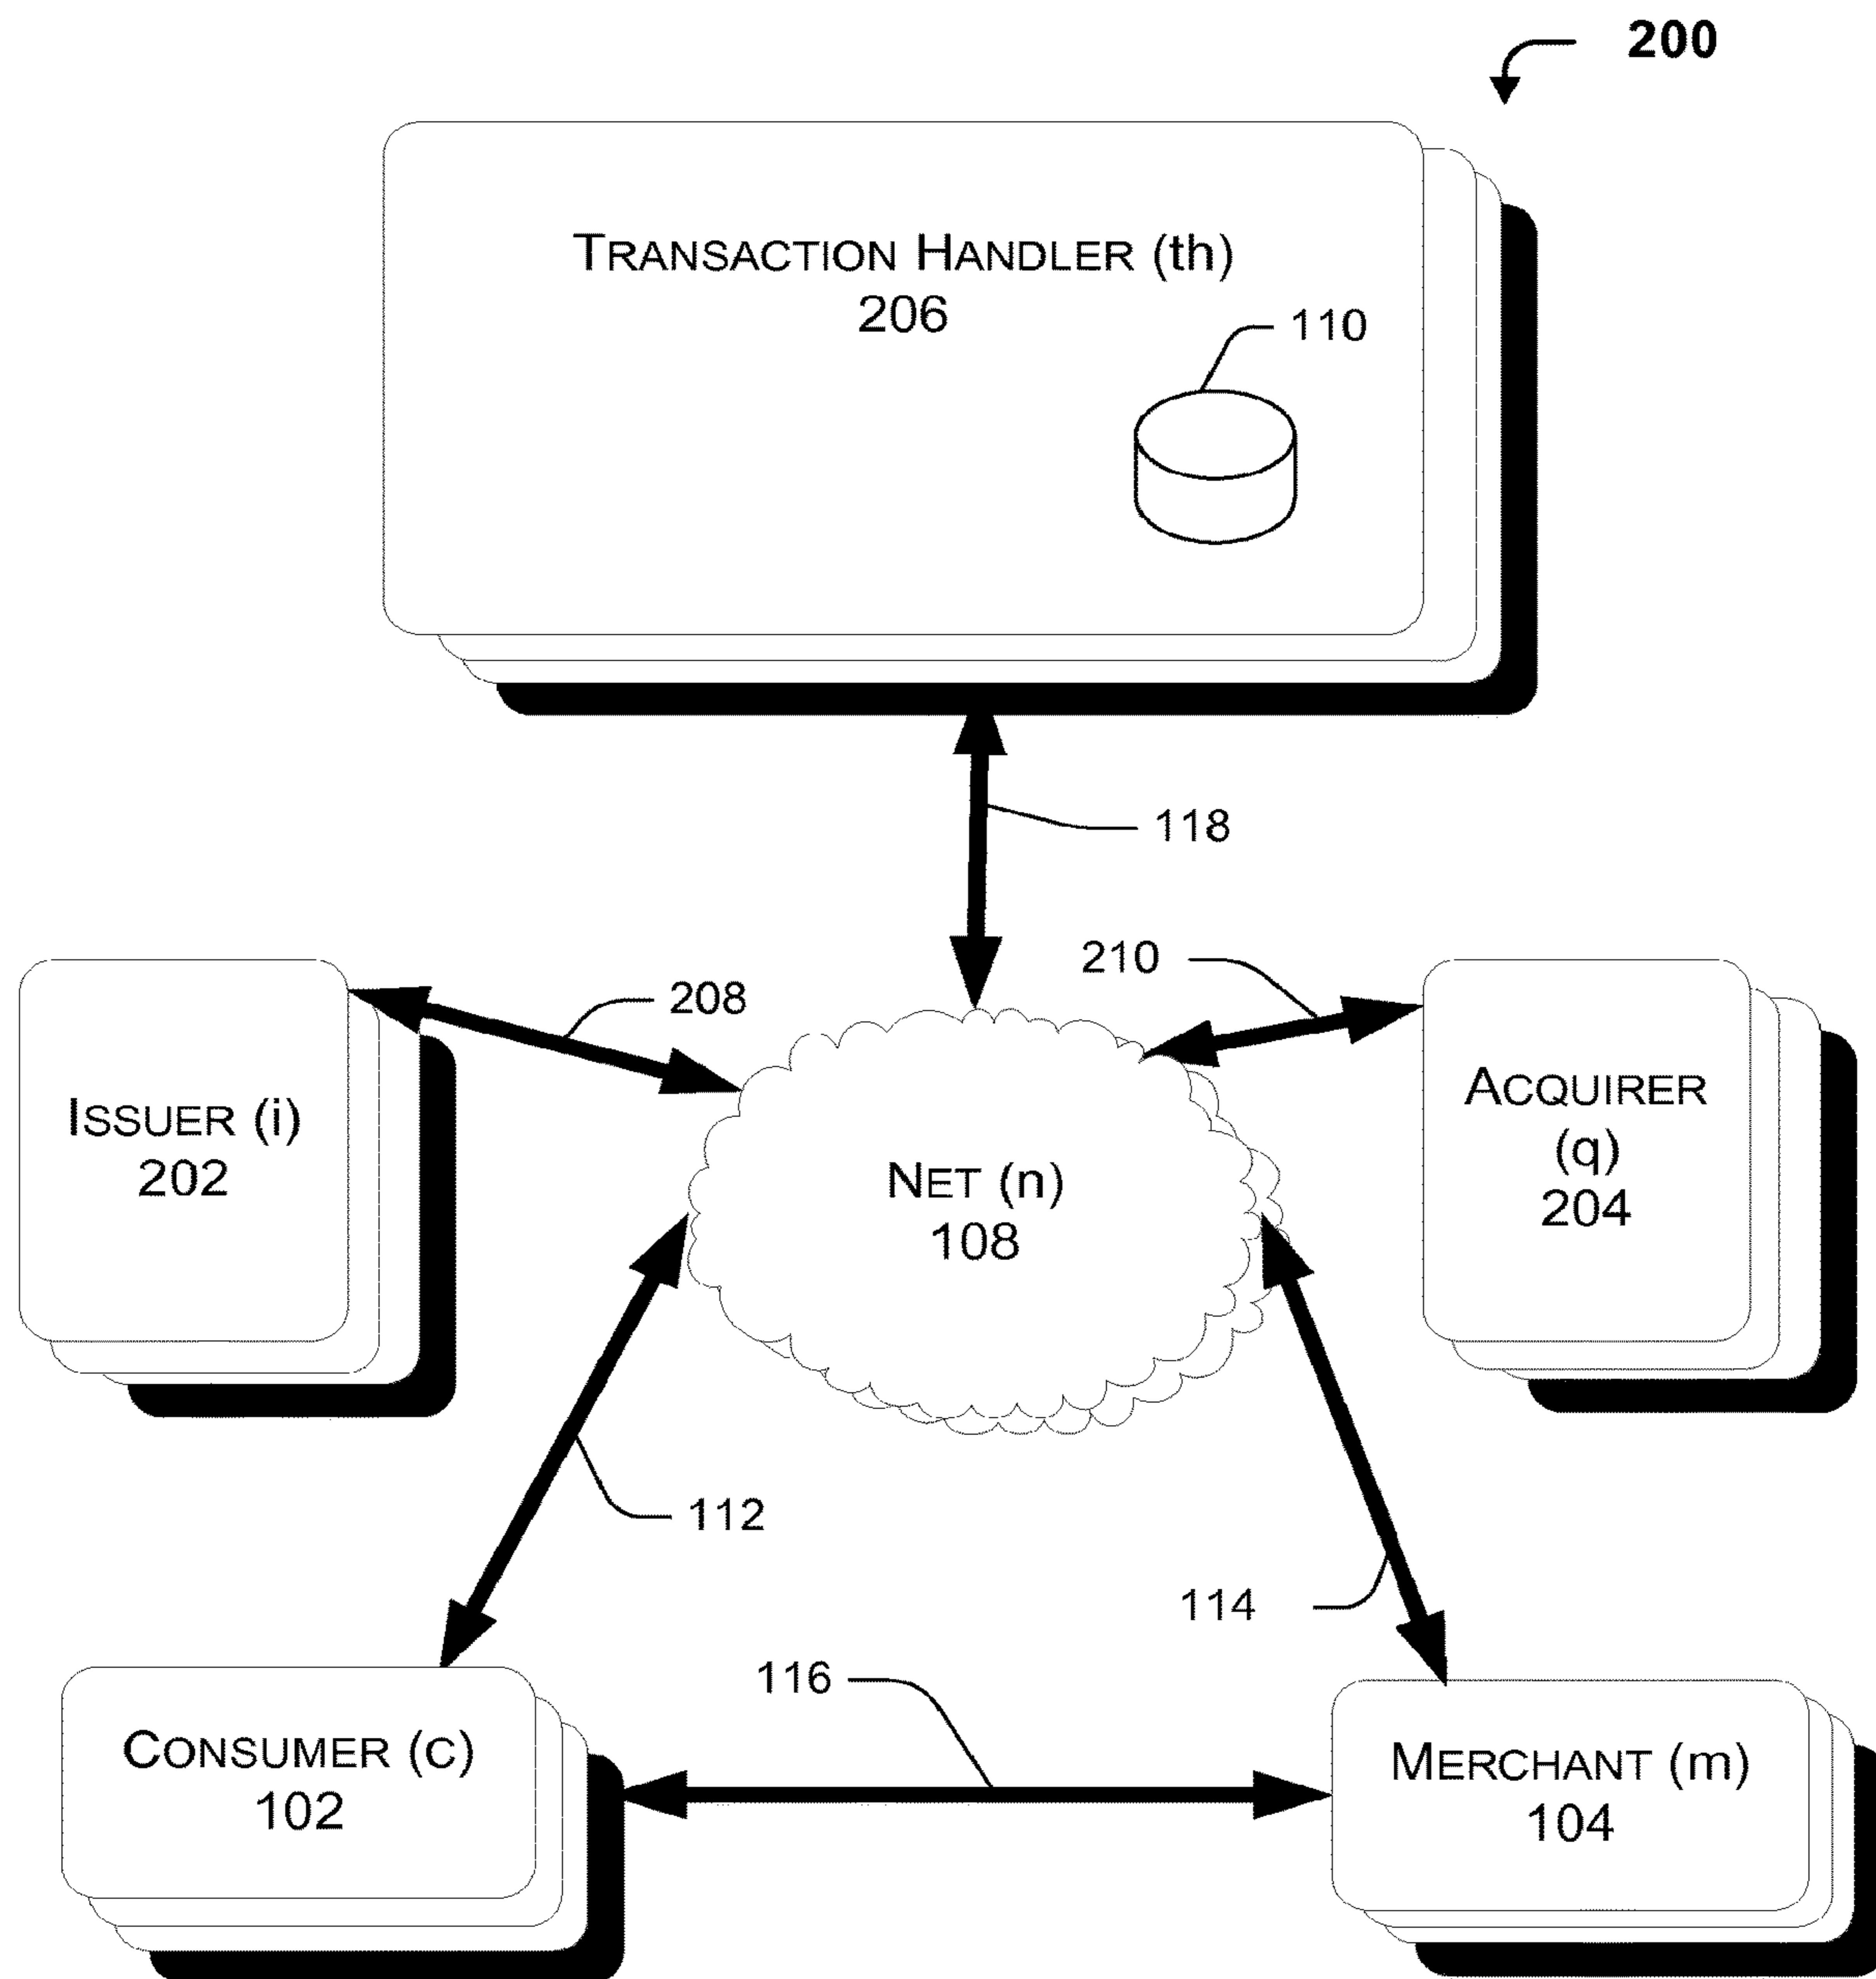 200
TRANSACTION HANDLER (th)
206
110
118
210
208
ISSUER (i)
202
NET (n)
108
ACQUIRER
(q)
204
112
114
116
CONSUMER (c)
102
MERCHANT (m)
104